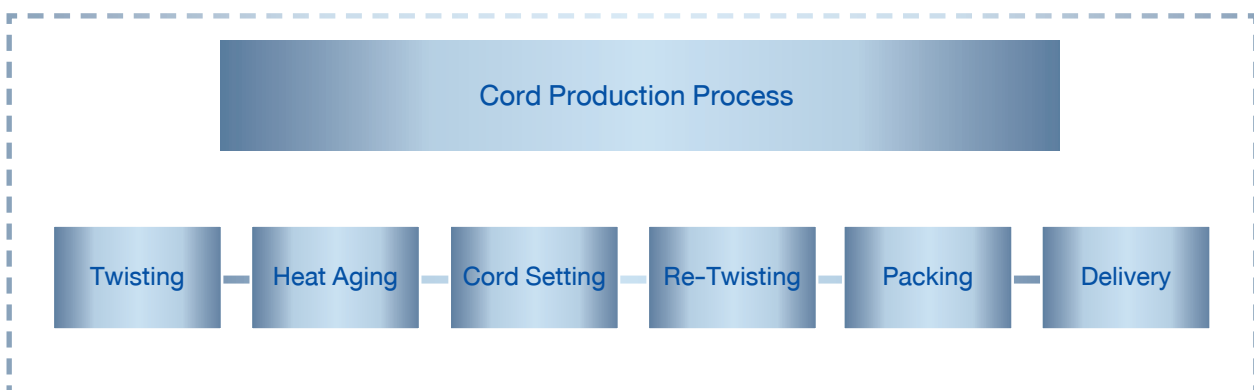 Cord Production Process
Twisting
Heat Aging
Cord Setting
Re-Twisting
Packing
Delivery